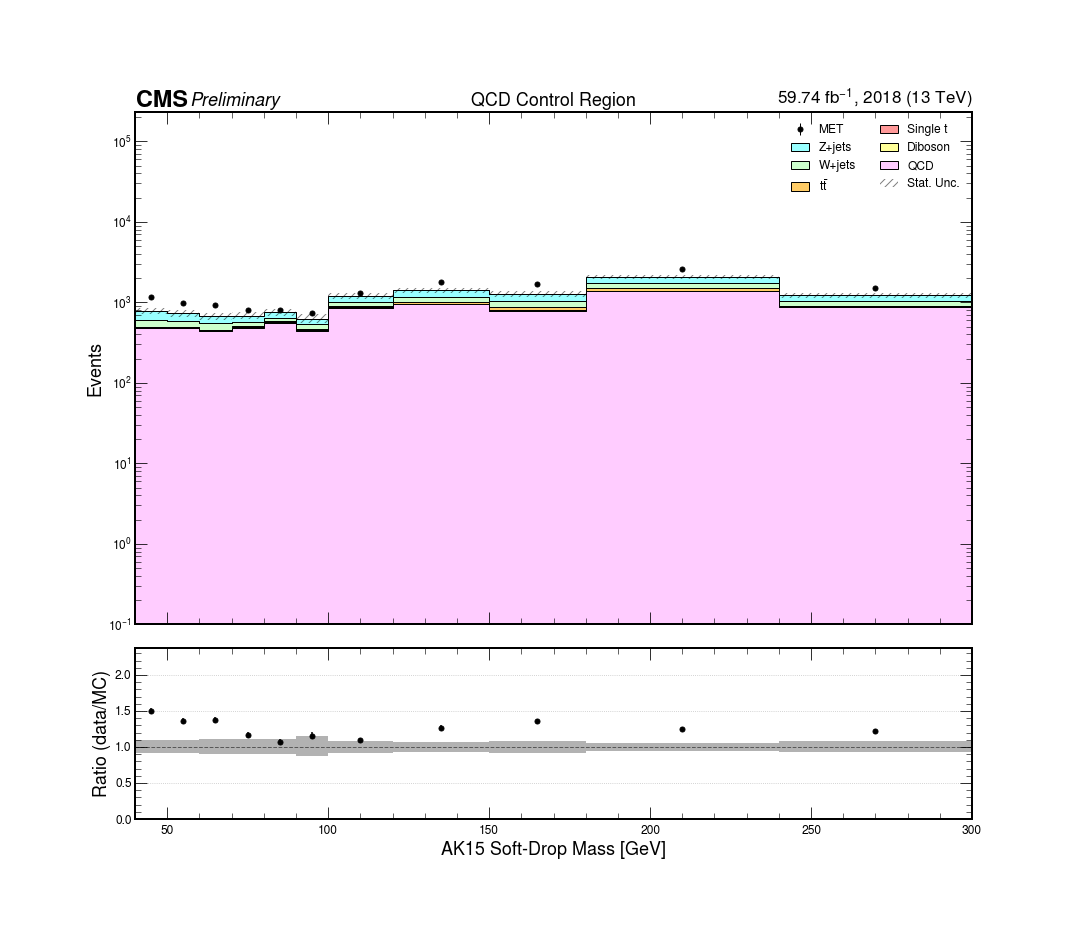 CMS Preliminary QCD Control Region 59.74 fb⁻¹, 2018 (13 TeV)
MET Single t
Z+jets Diboson
W+jets QCD
tt̄ Stat. Unc.
10⁵
10⁴
10³
10²
10¹
10⁰
10⁻¹
Events
2.0
1.5
1.0
0.5
0.0
Ratio (data/MC)
50 100 150 200 250 300
AK15 Soft-Drop Mass [GeV]